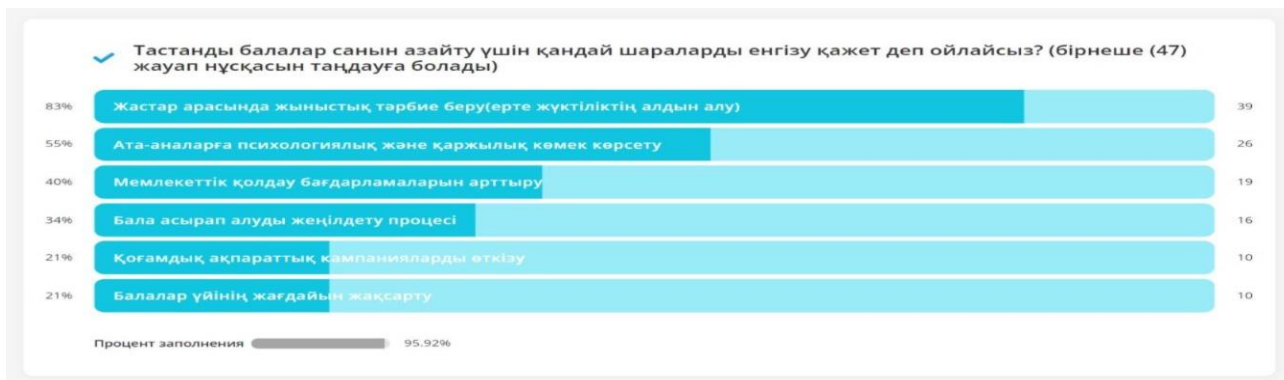 Тастанды балалар санын азайту үшін қандай шараларды енгізу қажет деп ойлайсыз? (бірнеше (47)
жауап нұсқасын таңдауға болады)
83% Жастар арасында жыныстық тәрбие беру(ерте жүктіліктің алдын алу) 39
55% Ата-аналарға психологиялық және қаржылық көмек көрсету 26
40% Мемлекеттік қолдау бағдарламаларын арттыру 19
34% Бала асырап алуды жеңілдету процесі 16
21% Қоғамдық ақпараттық кампанияларды өткізу 10
21% Балалар үйінің жағдайын жақсарту 10
Процент заполнения 95.92%